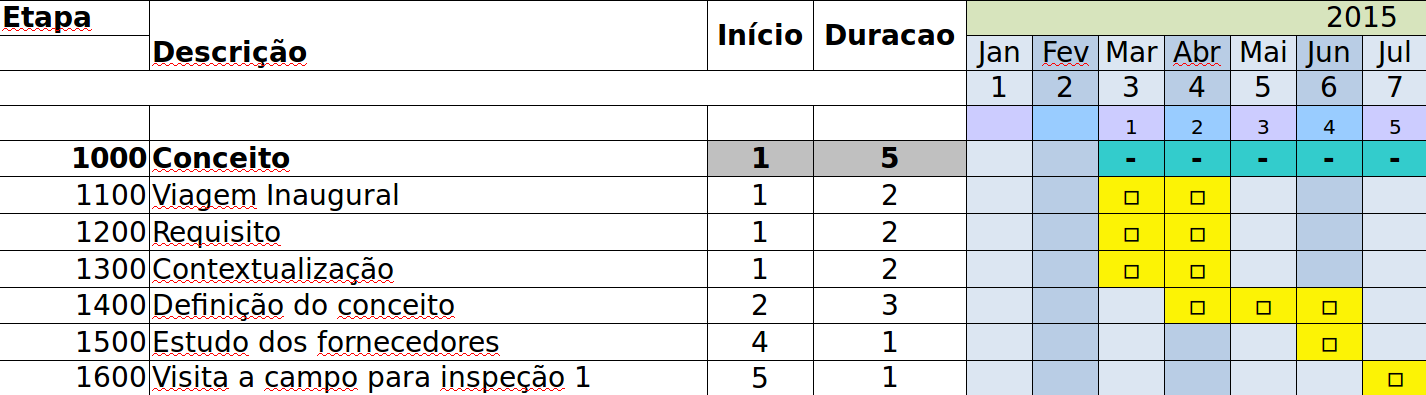 Etapa 2015
Descrição Início Duracao Jan Fev Mar Abr Mai Jun Jul
1 2 3 4 5 6 7
1 2 3 4 5
1000 Conceito 1 5 - - - - -
1100 Viagem Inaugural 1 2
1200 Requisito 1 2
1300 Contextualização 1 2
1400 Definição do conceito 2 3
1500 Estudo dos fornecedores 4 1
1600 Visita a campo para inspeção 1 5 1